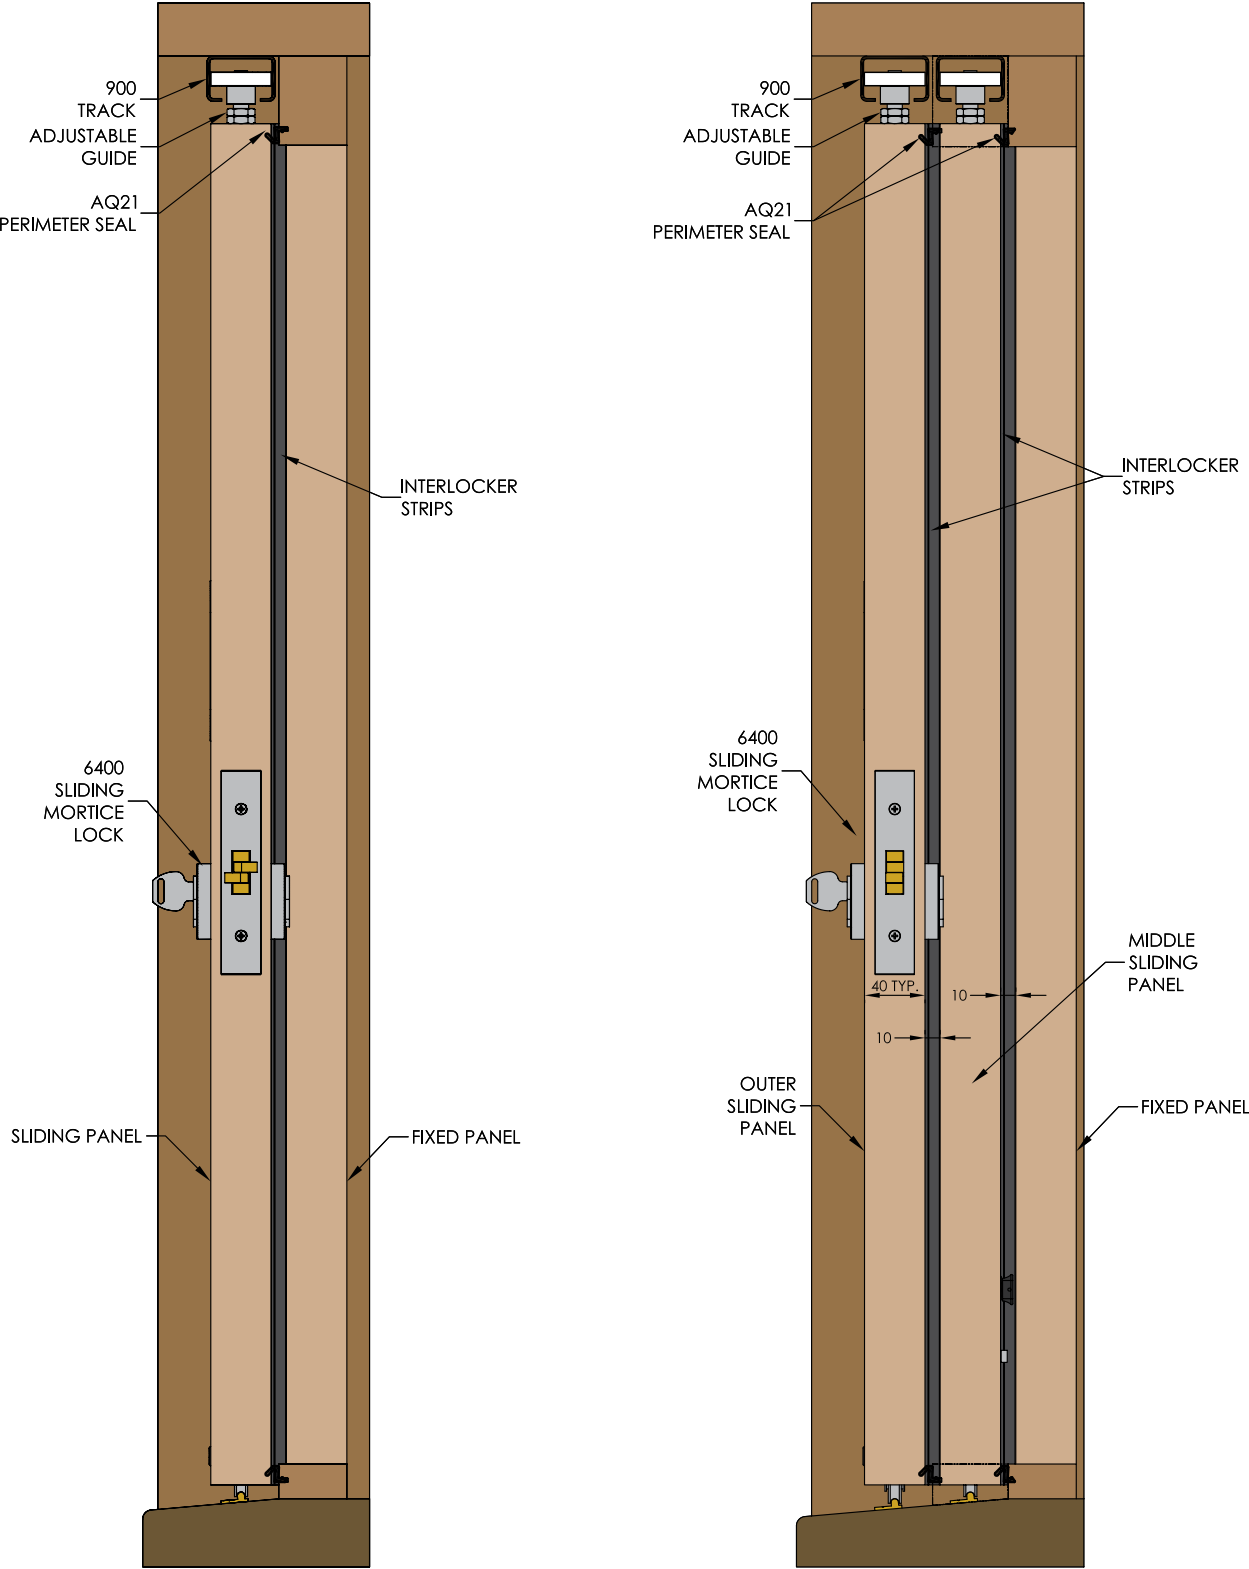 900
TRACK
ADJUSTABLE
GUIDE
AQ21
PERIMETER SEAL
INTERLOCKER
STRIPS
6400
SLIDING
MORTICE
LOCK
SLIDING PANEL
FIXED PANEL
900
TRACK
ADJUSTABLE
GUIDE
AQ21
PERIMETER SEAL
INTERLOCKER
STRIPS
6400
SLIDING
MORTICE
LOCK
MIDDLE
SLIDING
PANEL
40 TYP.
10
10
OUTER
SLIDING
PANEL
FIXED PANEL